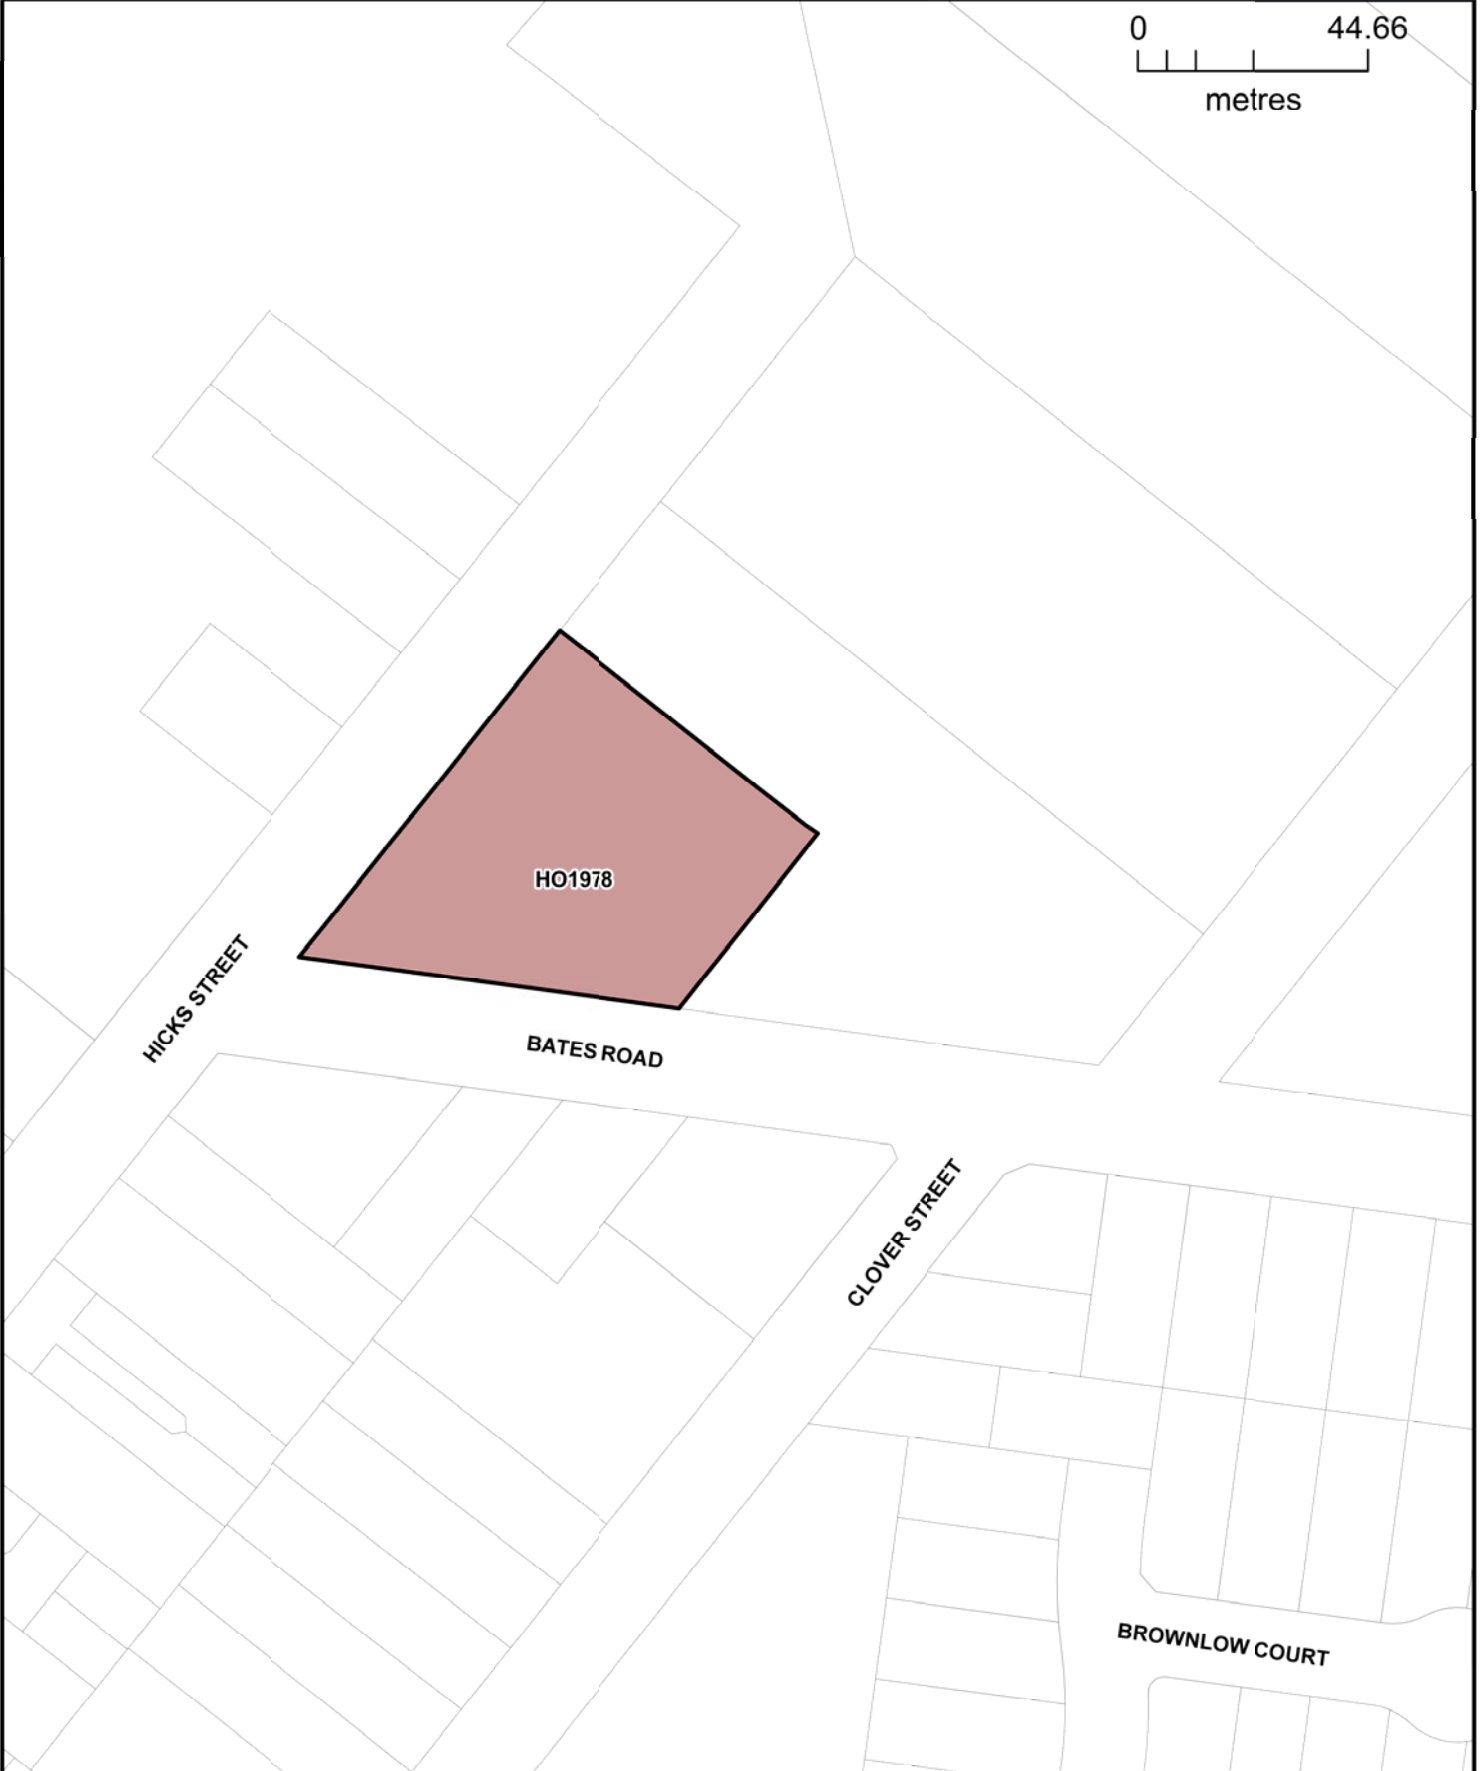 0 44.66
metres
HO1978
HICKS STREET
BATES ROAD
CLOVER STREET
BROWNLOW COURT